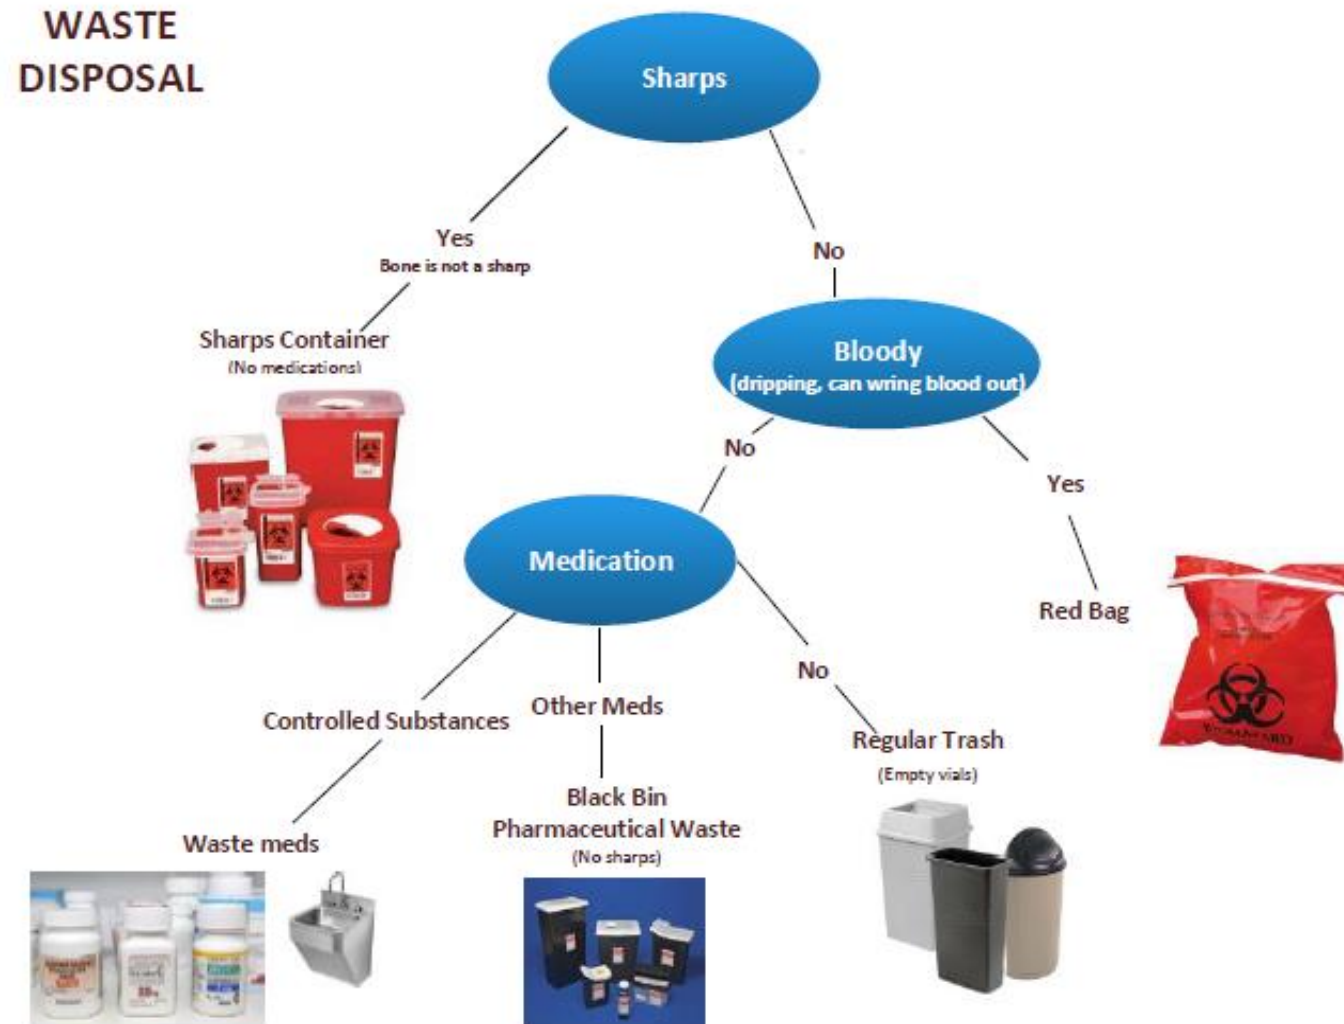 WASTE
DISPOSAL
Sharps
Yes
Bone is not a sharp
No
Sharps Container
(No medications)
Bloody
(dripping, can wring blood out)
No
Yes
Medication
Red Bag
No
Other Meds
Controlled Substances
Regular Trash
(Empty vials)
Black Bin
Pharmaceutical Waste
(No sharps)
Waste meds